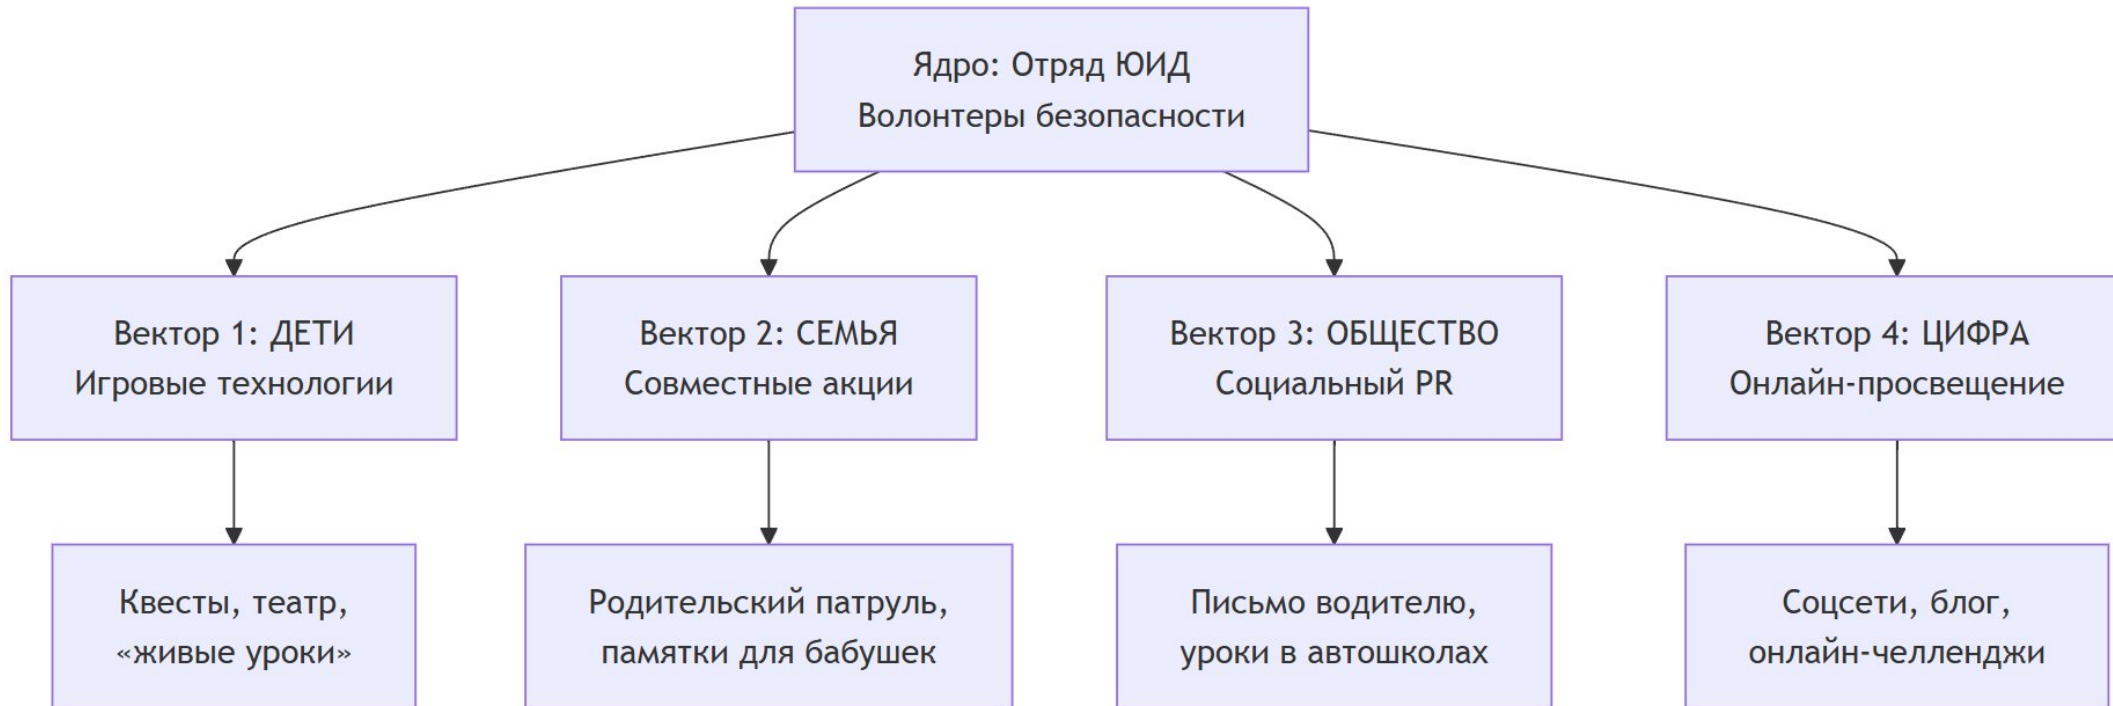 Ядро: Отряд ЮИД
Волонтеры безопасности
Вектор 1: ДЕТИ
Игровые технологии
Вектор 2: СЕМЬЯ
Совместные акции
Вектор 3: ОБЩЕСТВО
Социальный PR
Вектор 4: ЦИФРА
Онлайн-просвещение
Квесты, театр,
«живые уроки»
Родительский патруль,
памятки для бабушек
Письмо водителю,
уроки в автошколах
Соцсети, блог,
онлайн-челленджи